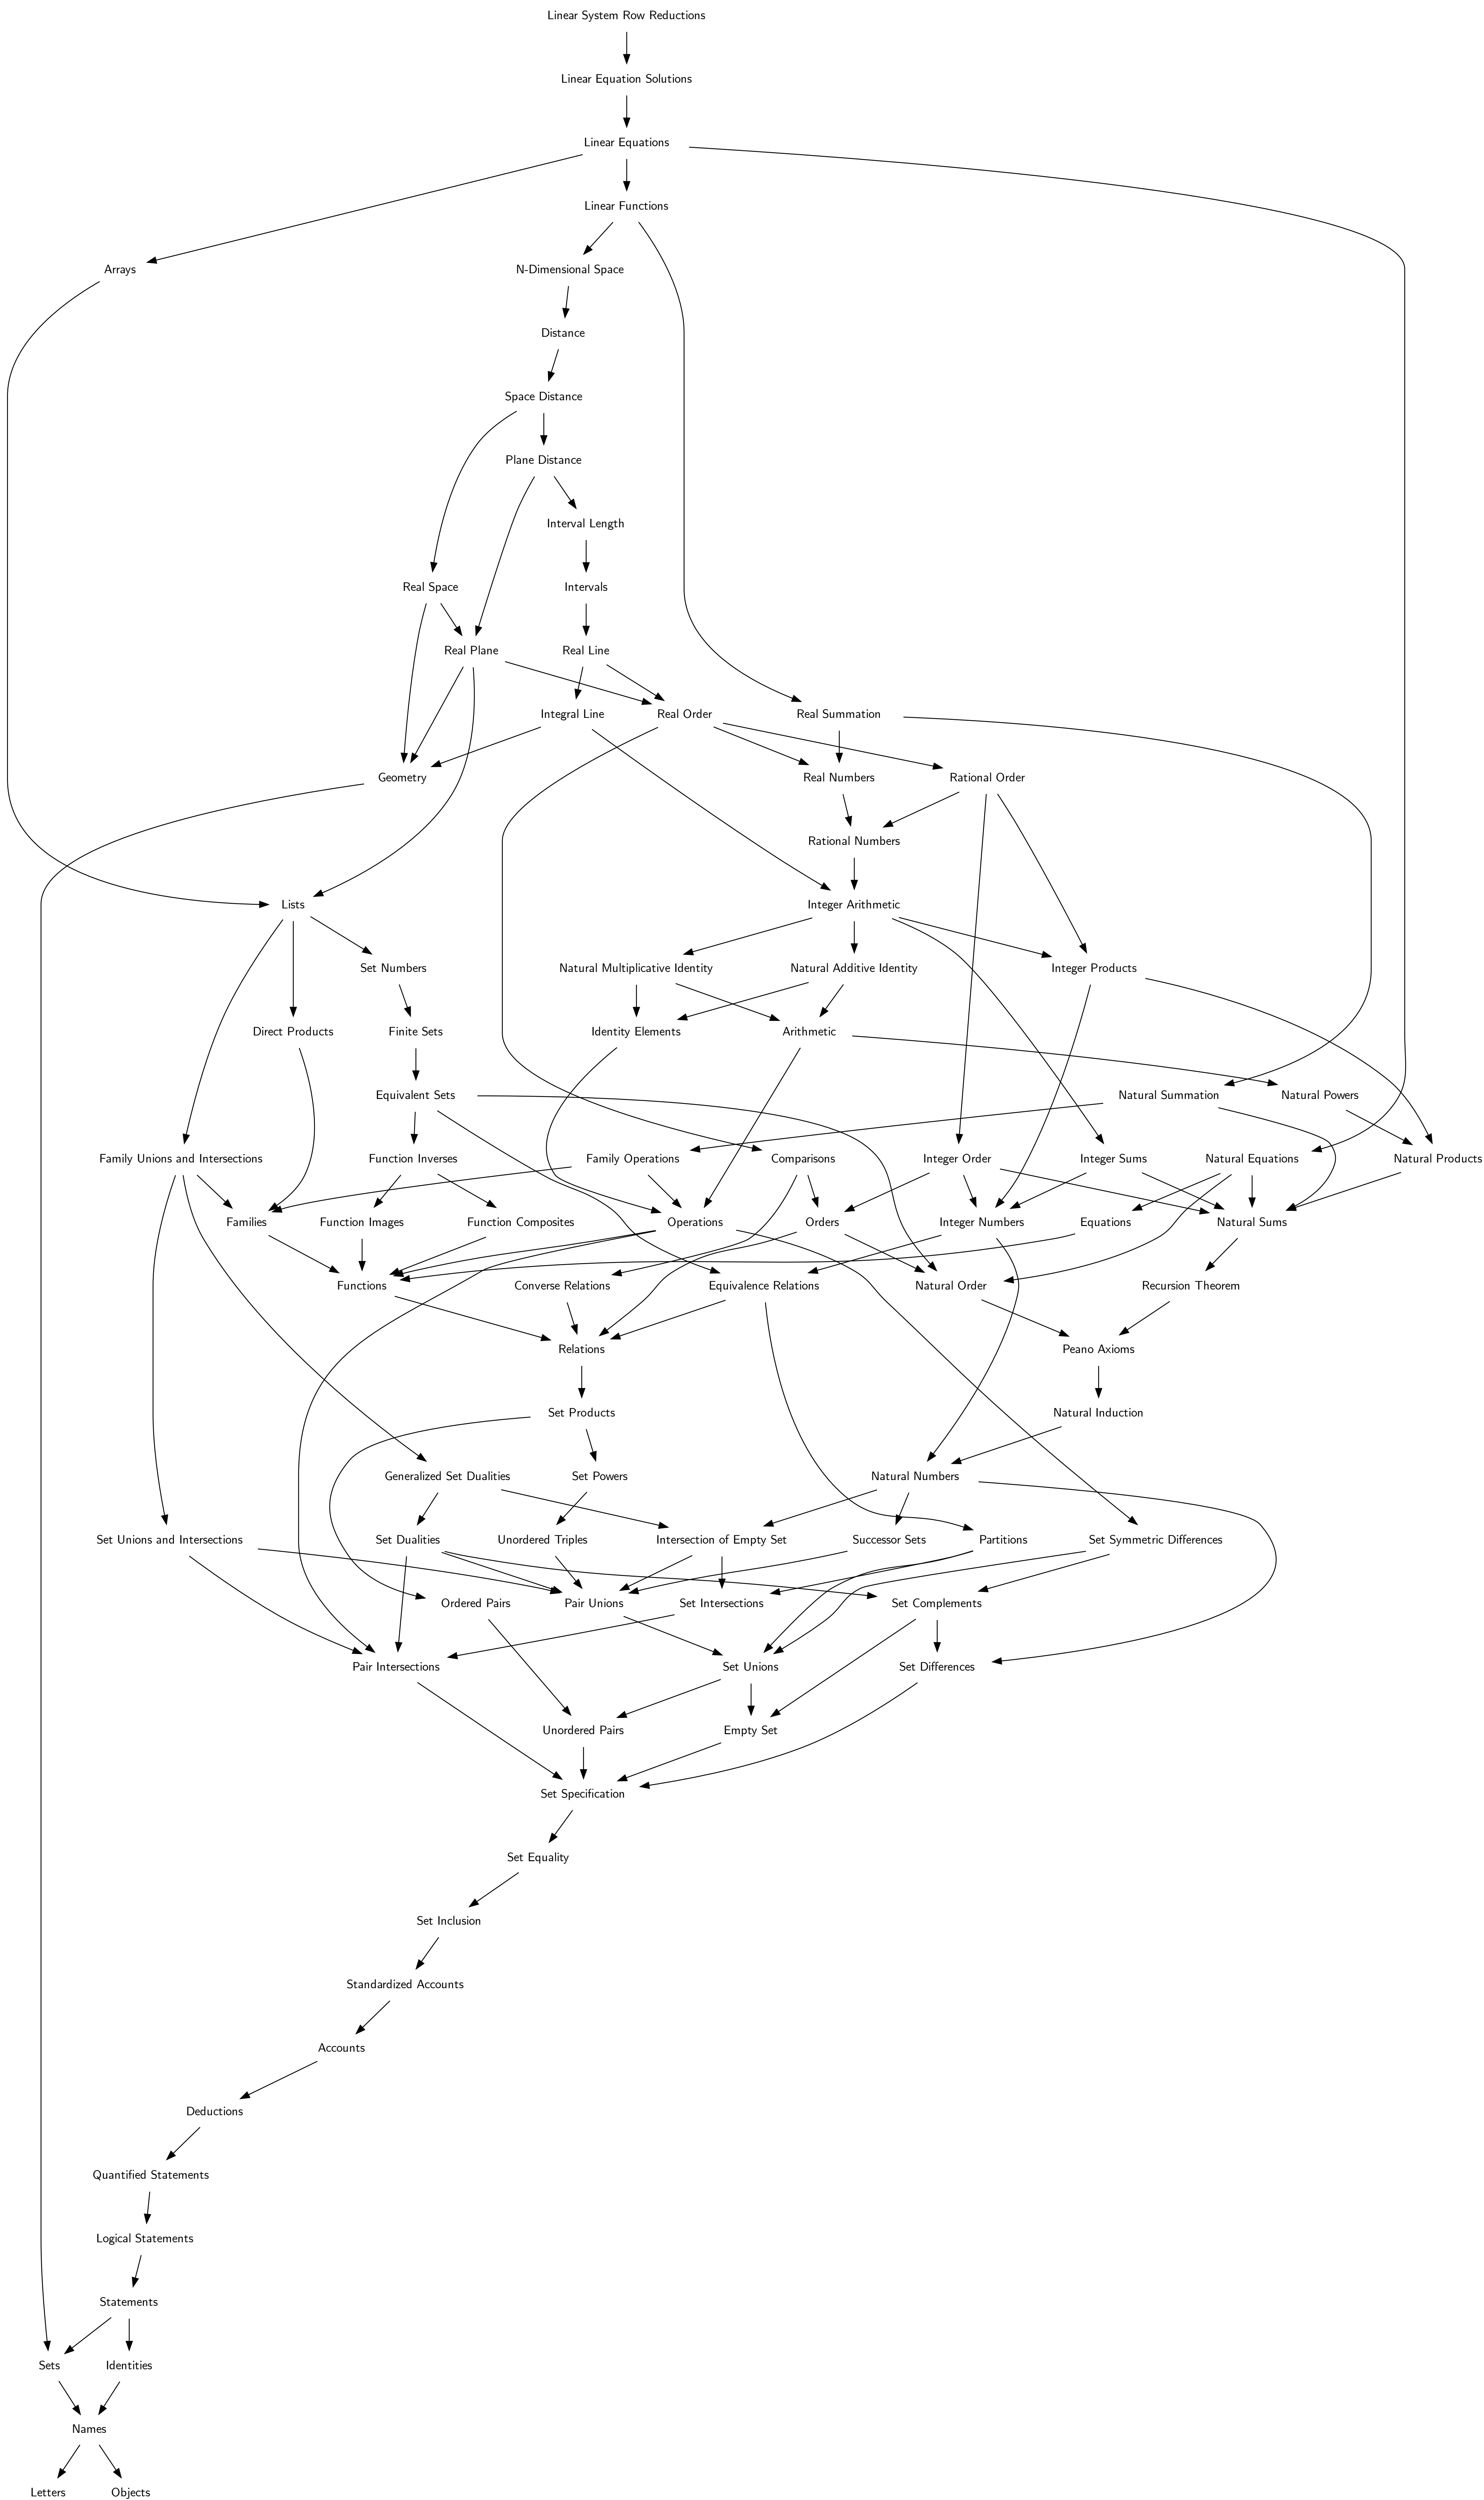 Linear System Row Reductions
Linear Equation Solutions
Linear Equations
Linear Functions
Arrays
N-Dimensional Space
Distance
Space Distance
Plane Distance
Interval Length
Real Space
Intervals
Real Plane
Real Line
Integral Line
Real Order
Real Summation
Geometry
Real Numbers
Rational Order
Rational Numbers
Lists
Integer Arithmetic
Set Numbers
Natural Multiplicative Identity
Natural Additive Identity
Integer Products
Direct Products
Finite Sets
Identity Elements
Arithmetic
Equivalent Sets
Natural Summation
Natural Powers
Family Unions and Intersections
Function Inverses
Family Operations
Comparisons
Integer Order
Integer Sums
Natural Equations
Natural Products
Families
Function Images
Function Composites
Operations
Orders
Integer Numbers
Equations
Natural Sums
Functions
Converse Relations
Equivalence Relations
Natural Order
Recursion Theorem
Relations
Peano Axioms
Set Products
Natural Induction
Generalized Set Dualities
Set Powers
Natural Numbers
Set Unions and Intersections
Set Dualities
Unordered Triples
Intersection of Empty Set
Successor Sets
Partitions
Set Symmetric Differences
Ordered Pairs
Pair Unions
Set Intersections
Set Complements
Pair Intersections
Set Unions
Set Differences
Unordered Pairs
Empty Set
Set Specification
Set Equality
Set Inclusion
Standardized Accounts
Accounts
Deductions
Quantified Statements
Logical Statements
Statements
Sets
Identities
Names
Letters
Objects